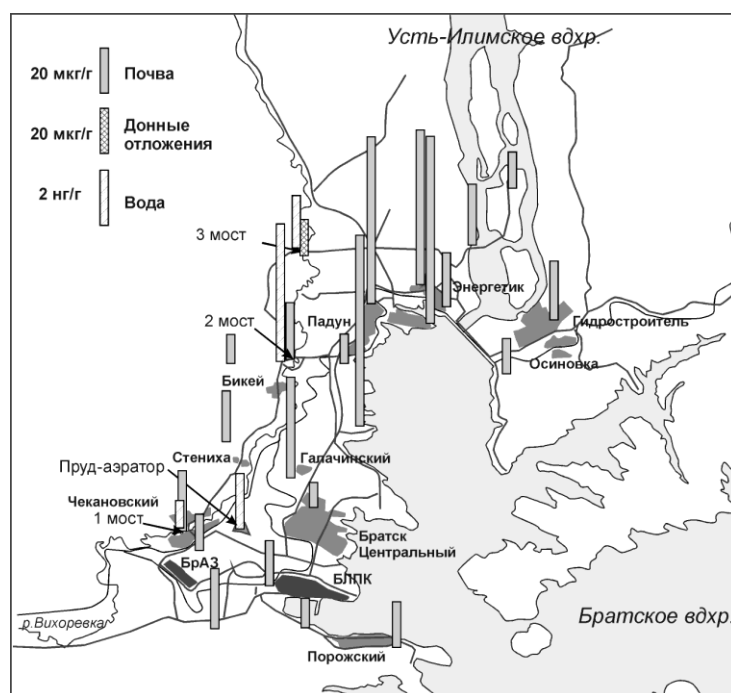 Усть-Илимское вдхр.
20 мкг/г Почва
20 мкг/г Донные
отложения
2 нг/г Вода
3 мост
Энергетик
2 мост
Падун
Гидростроитель
Осиновка
Бикей
Стениха
Галачинский
Пруд-аэратор
Чекановский
1 мост
Братск
Центральный
БрАЗ
БЛПК
р.Вихоревка
Братское вдхр.
Порожский